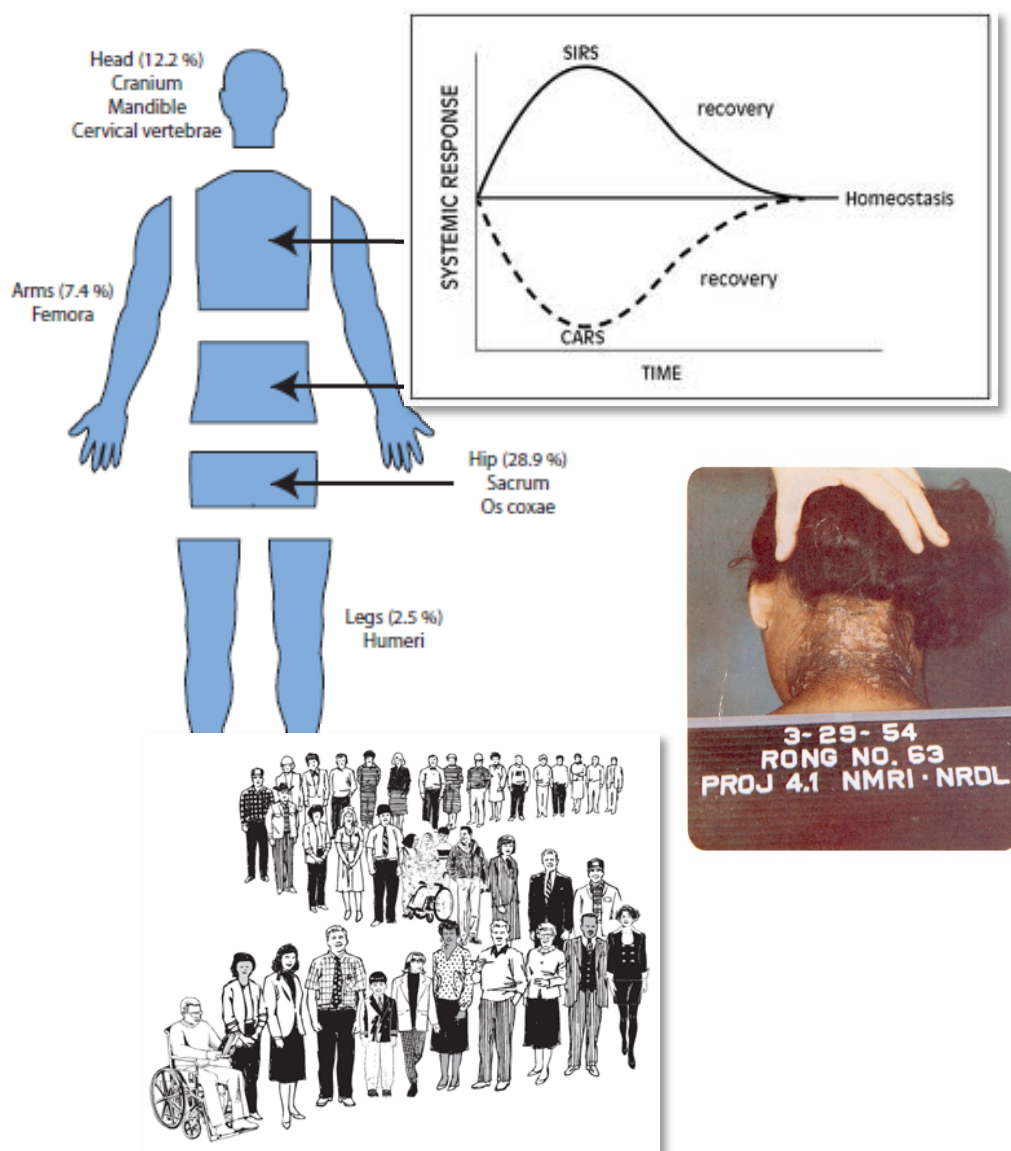 Head (12.2 %)
Cranium
Mandible
Cervical vertebrae
Arms (7.4 %)
Femora
Hip (28.9 %)
Sacrum
Os coxae
Legs (2.5 %)
Humeri
SYSTEMIC RESPONSE
SIRS
recovery
Homeostasis
recovery
CARS
TIME
3-29-54
RONG NO. 63
PROJ 4.1 NMRI·NRDL